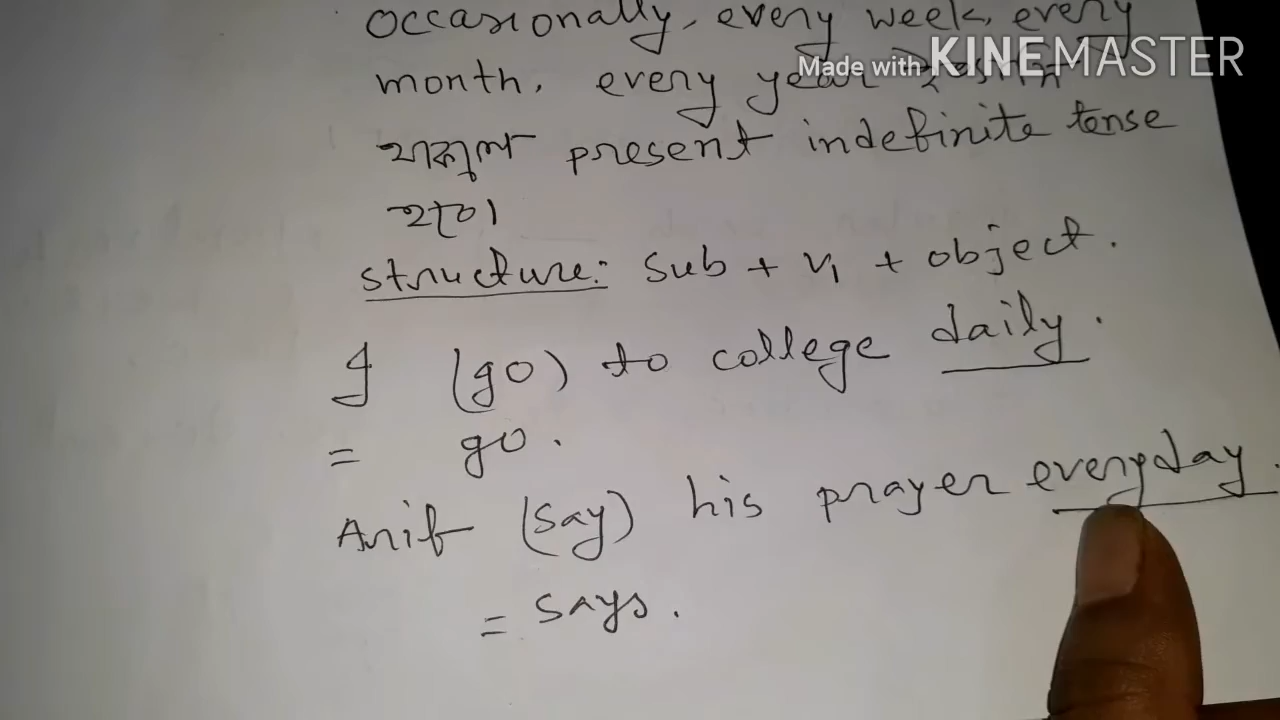 occasionally, every week, every
Made with KINEMASTER
month, every year
থাকলে present indefinite tense
হবে।
structure: sub + v1 + object.
I (go) to college daily.
= go.
Arif (say) his prayer everyday.
= says.